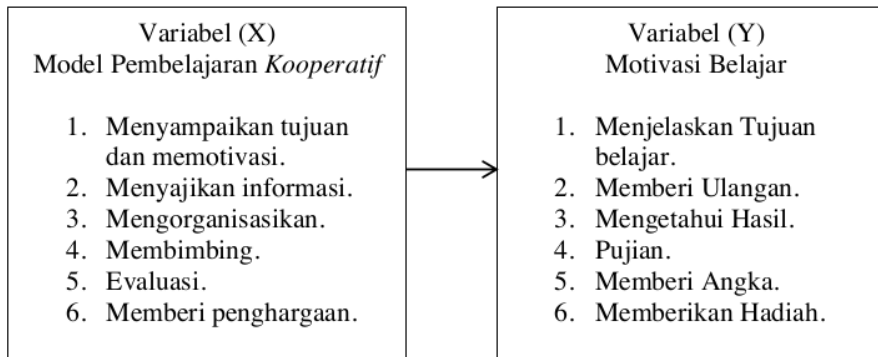 Variabel (X)
Model Pembelajaran Kooperatif
1. Menyampaikan tujuan
dan memotivasi.
2. Menyajikan informasi.
3. Mengorganisasikan.
4. Membimbing.
5. Evaluasi.
6. Memberi penghargaan.
Variabel (Y)
Motivasi Belajar
1. Menjelaskan Tujuan
belajar.
2. Memberi Ulangan.
3. Mengetahui Hasil.
4. Pujian.
5. Memberi Angka.
6. Memberikan Hadiah.